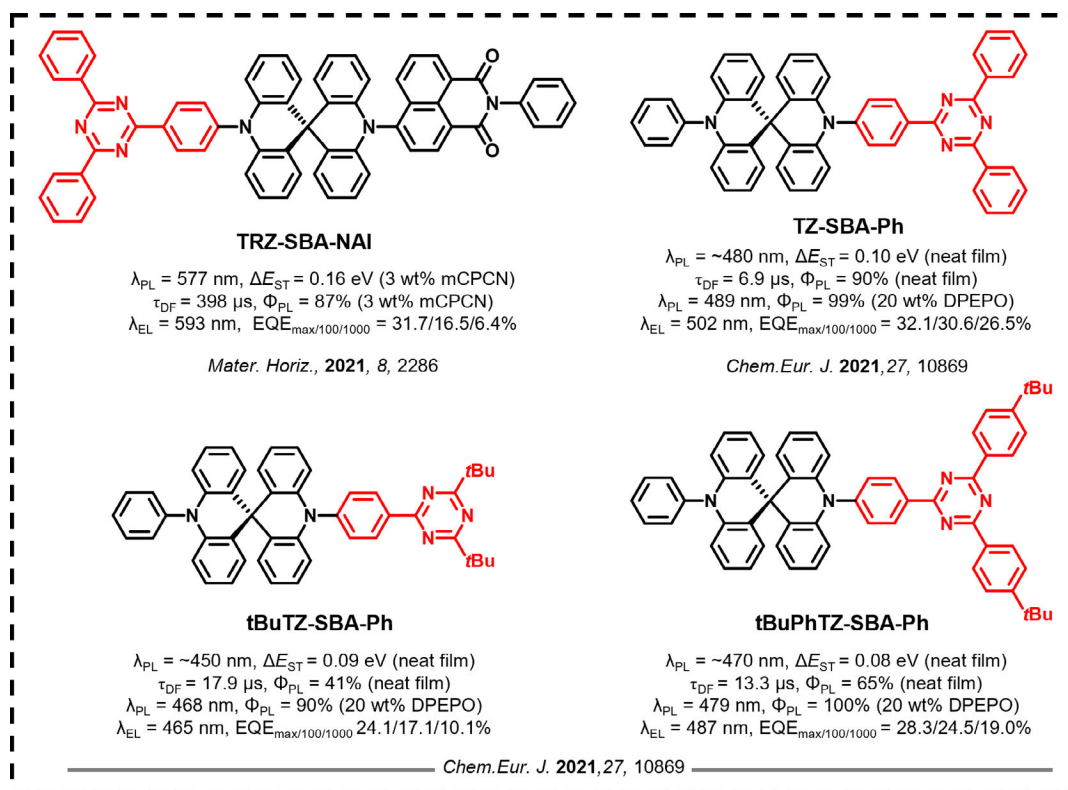 TRZ-SBA-NAI
λPL = 577 nm, ΔEST = 0.16 eV (3 wt% mCPCN)
τDF = 398 µs, ΦPL = 87% (3 wt% mCPCN)
λEL = 593 nm, EQEmax/100/1000 = 31.7/16.5/6.4%
Mater. Horiz., 2021, 8, 2286
TZ-SBA-Ph
λPL = ~480 nm, ΔEST = 0.10 eV (neat film)
τDF = 6.9 µs, ΦPL = 90% (neat film)
λPL = 489 nm, ΦPL = 99% (20 wt% DPEPO)
λEL = 502 nm, EQEmax/100/1000 = 32.1/30.6/26.5%
Chem.Eur. J. 2021,27, 10869
N
N
N
N
N
N
O
O
N
N
N
N
N
N
N
N
N
N
N
tBu
tBu
tBuTZ-SBA-Ph
λPL = ~450 nm, ΔEST = 0.09 eV (neat film)
τDF = 17.9 µs, ΦPL = 41% (neat film)
λPL = 468 nm, ΦPL = 90% (20 wt% DPEPO)
λEL = 465 nm, EQEmax/100/1000 24.1/17.1/10.1%
N
N
N
N
N
tBu
tBu
tBuPhTZ-SBA-Ph
λPL = ~470 nm, ΔEST = 0.08 eV (neat film)
τDF = 13.3 µs, ΦPL = 65% (neat film)
λPL = 479 nm, ΦPL = 100% (20 wt% DPEPO)
λEL = 487 nm, EQEmax/100/1000 = 28.3/24.5/19.0%
Chem.Eur. J. 2021,27, 10869